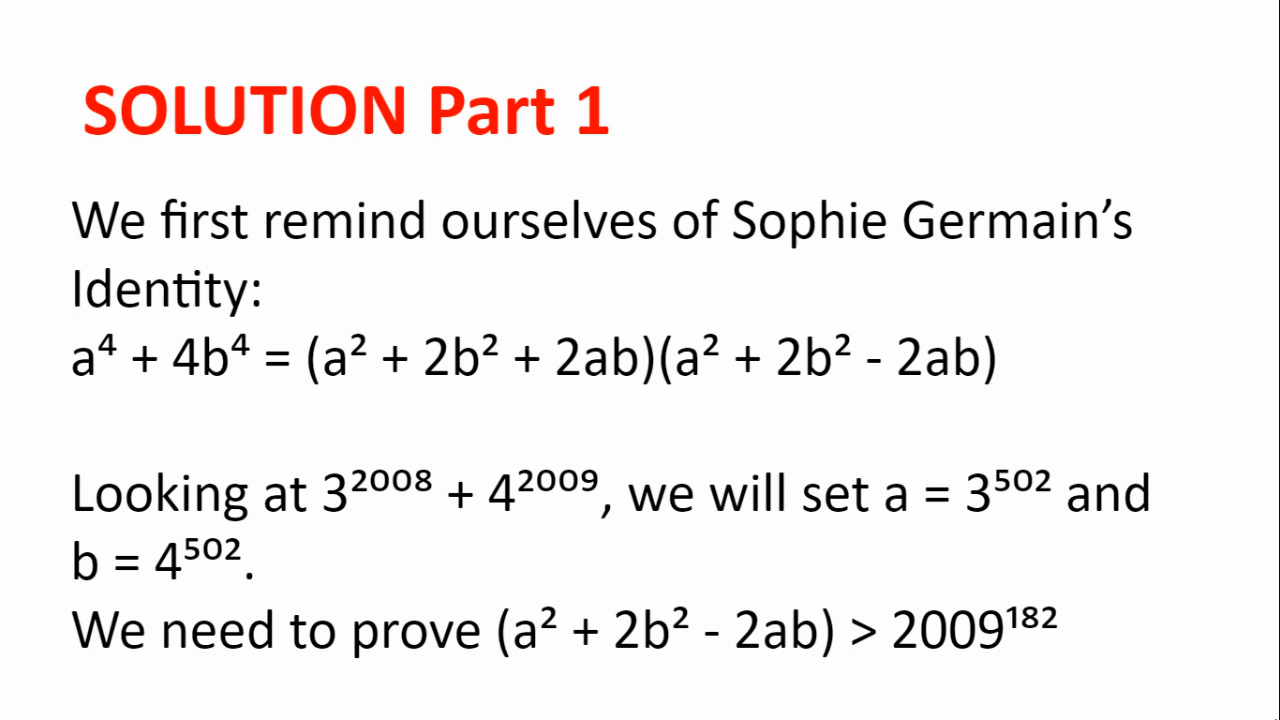 SOLUTION Part 1
We first remind ourselves of Sophie Germain’s
Identity:
a⁴ + 4b⁴ = (a² + 2b² + 2ab)(a² + 2b² - 2ab)
Looking at 3²⁰⁰⁸ + 4²⁰⁰⁹, we will set a = 3⁵⁰² and
b = 4⁵⁰².
We need to prove (a² + 2b² - 2ab) > 2009¹⁸²